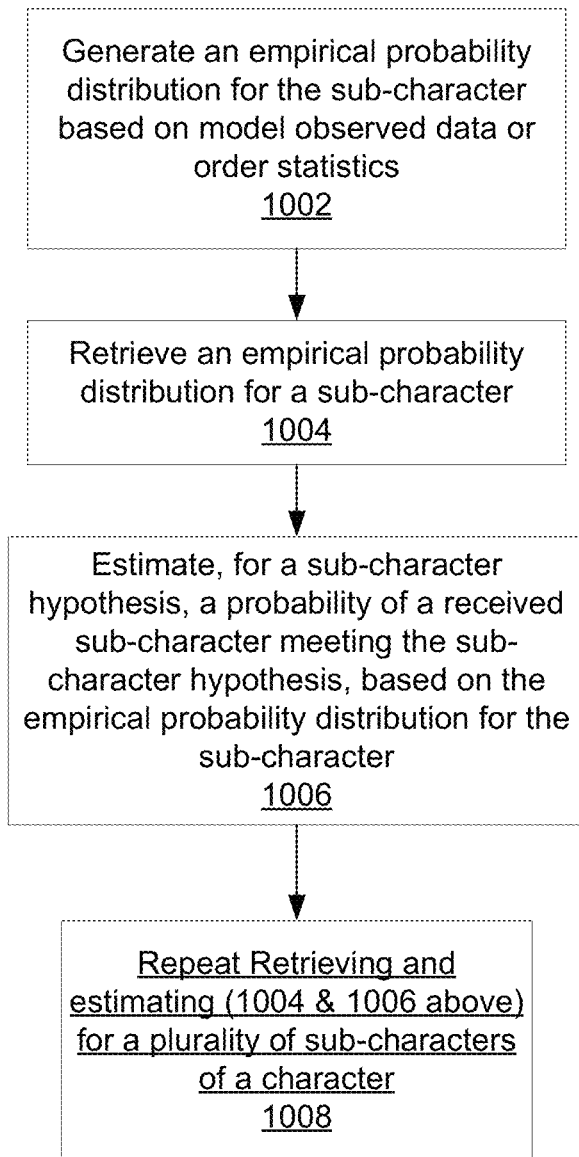 Generate an empirical probability
distribution for the sub-character
based on model observed data or
order statistics
1002
Retrieve an empirical probability
distribution for a sub-character
1004
Estimate, for a sub-character
hypothesis, a probability of a received
sub-character meeting the sub-
character hypothesis, based on the
empirical probability distribution for the
sub-character
1006
Repeat Retrieving and
estimating (1004 & 1006 above)
for a plurality of sub-characters
of a character
1008